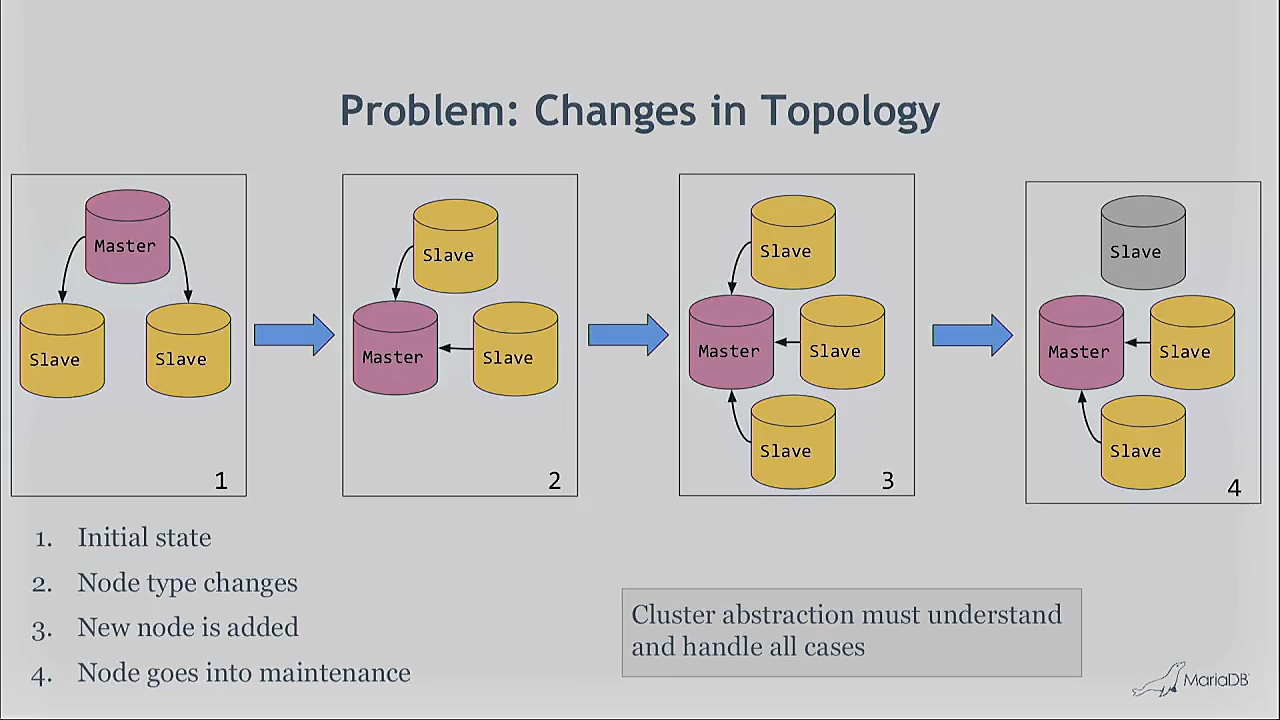 Problem: Changes in Topology
Master
Slave
Slave
1
Slave
Master
Slave
2
Slave
Master
Slave
Slave
3
Slave
Master
Slave
Slave
4
1. Initial state
2. Node type changes
3. New node is added
4. Node goes into maintenance
Cluster abstraction must understand
and handle all cases
MariaDB